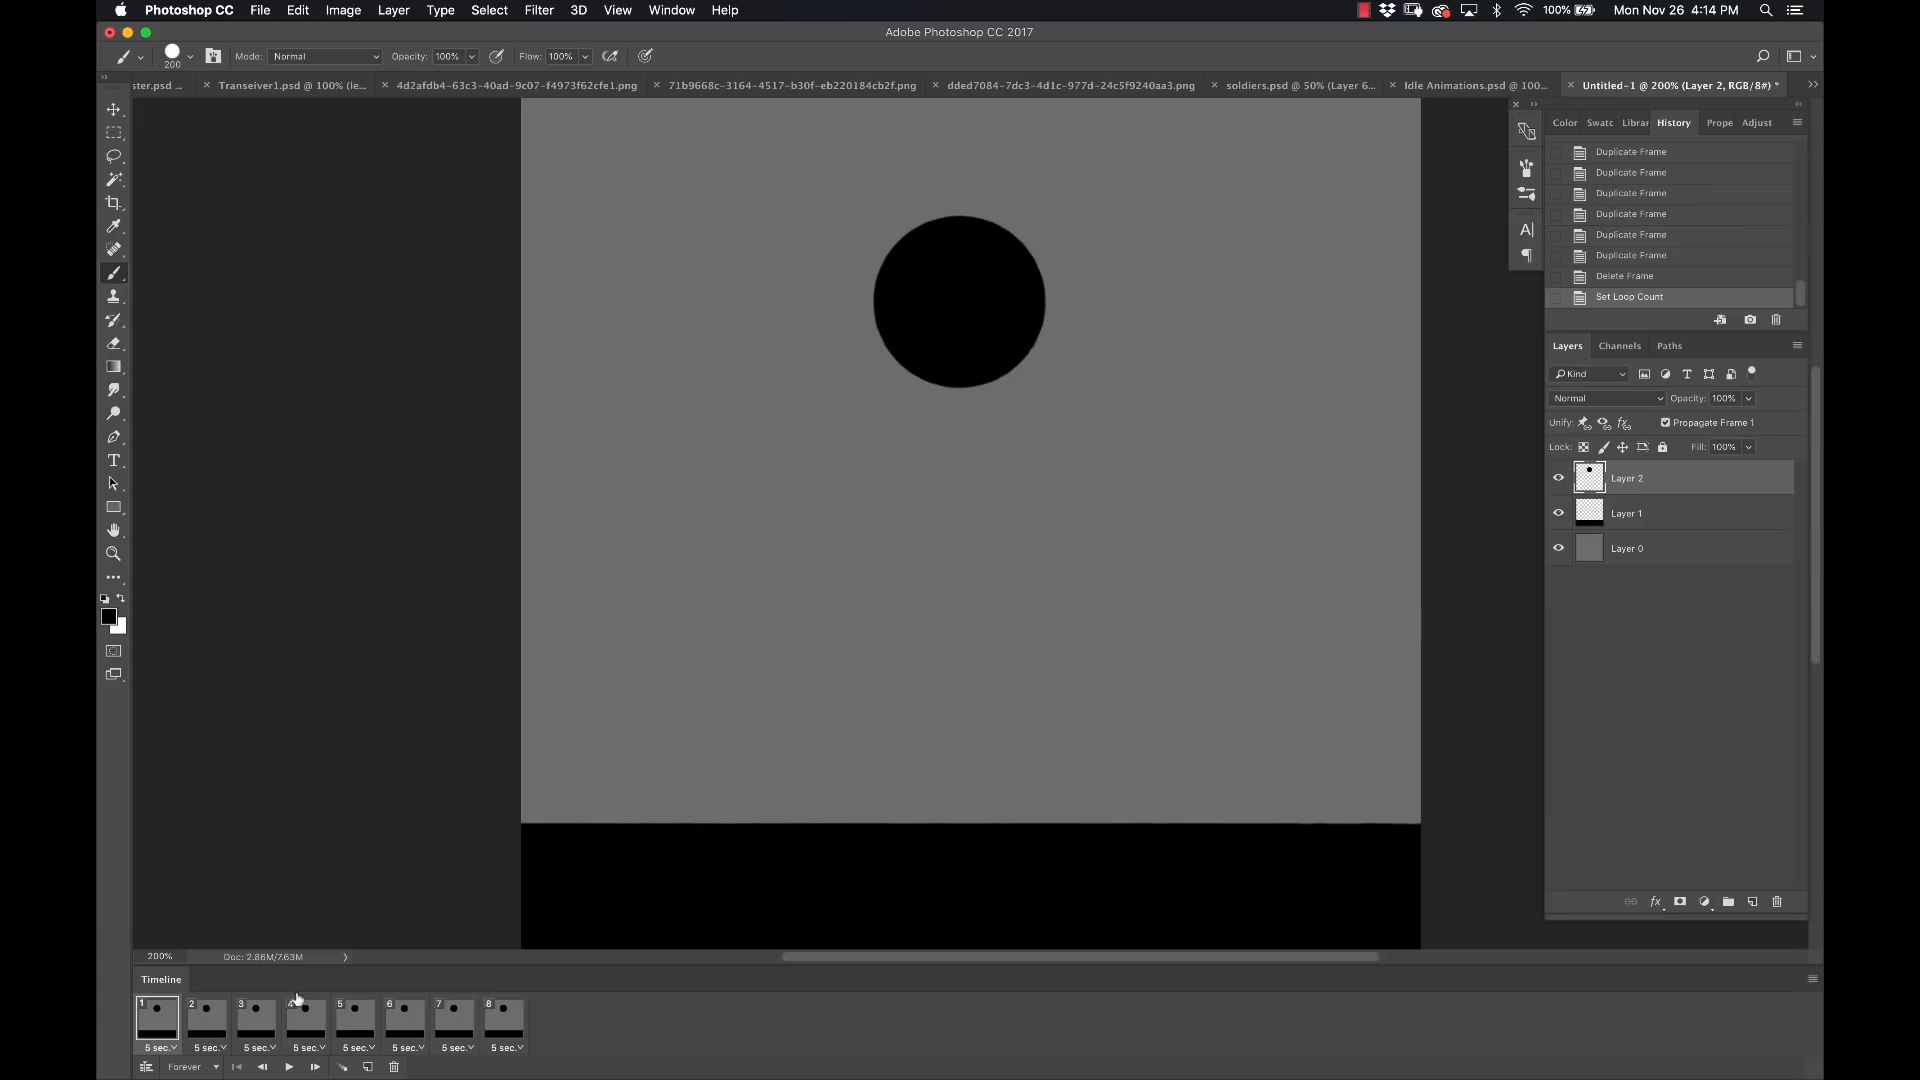 Photoshop CC File Edit Image Layer Type Select Filter 3D View Window Help 100% Mon Nov 26 4:14 PM
Adobe Photoshop CC 2017
200 Mode: Normal Opacity: 100% Flow: 100%
ster.psd ... Transeiver1.psd @ 100% (le... 4d2afdb4-63c3-40ad-9c07-f4973f62cfe1.png 71b9668c-3164-4517-b30f-eb220184cb2f.png dded7084-7dc3-4d1c-977d-24c5f9240aa3.png soldiers.psd @ 50% (Layer 6... Idle Animations.psd @ 100... Untitled-1 @ 200% (Layer 2, RGB/8#) *
Color Swatc Librar History Prope Adjust
Duplicate Frame
Duplicate Frame
Duplicate Frame
Duplicate Frame
Duplicate Frame
Duplicate Frame
Delete Frame
Set Loop Count
Layers Channels Paths
Kind
Normal Opacity: 100%
Unify: Propagate Frame 1
Lock: Fill: 100%
Layer 2
Layer 1
Layer 0
fx
200% Doc: 2.86M/7.63M
Timeline
1 2 3 4 5 6 7 8
5 sec. 5 sec. 5 sec. 5 sec. 5 sec. 5 sec. 5 sec. 5 sec.
Forever